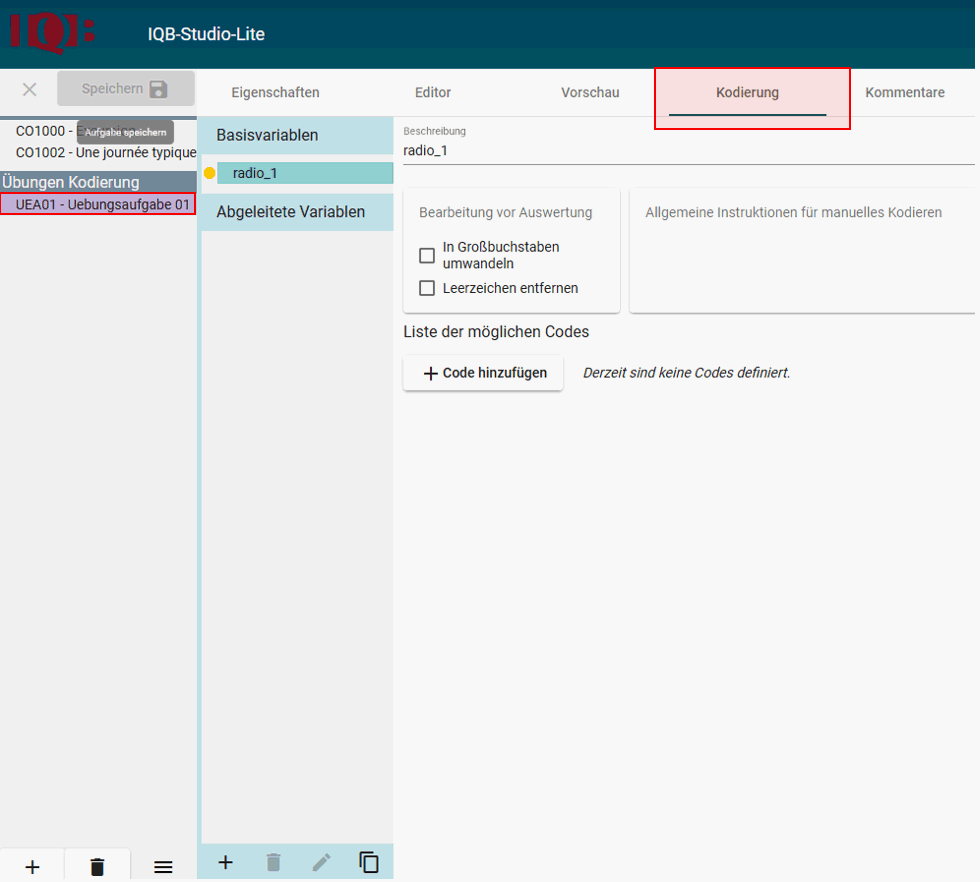 IQB:
IQB-Studio-Lite
Speichern
Eigenschaften
Editor
Vorschau
Kodierung
Kommentare
CO1000 -
Aufgabe speichern
CO1002 - Une journée typique
Übungen Kodierung
UEA01 - Uebungsaufgabe 01
Basisvariablen
radio_1
Abgeleitete Variablen
Beschreibung
radio_1
Bearbeitung vor Auswertung
In Großbuchstaben
umwandeln
Leerzeichen entfernen
Allgemeine Instruktionen für manuelles Kodieren
Liste der möglichen Codes
Code hinzufügen
Derzeit sind keine Codes definiert.